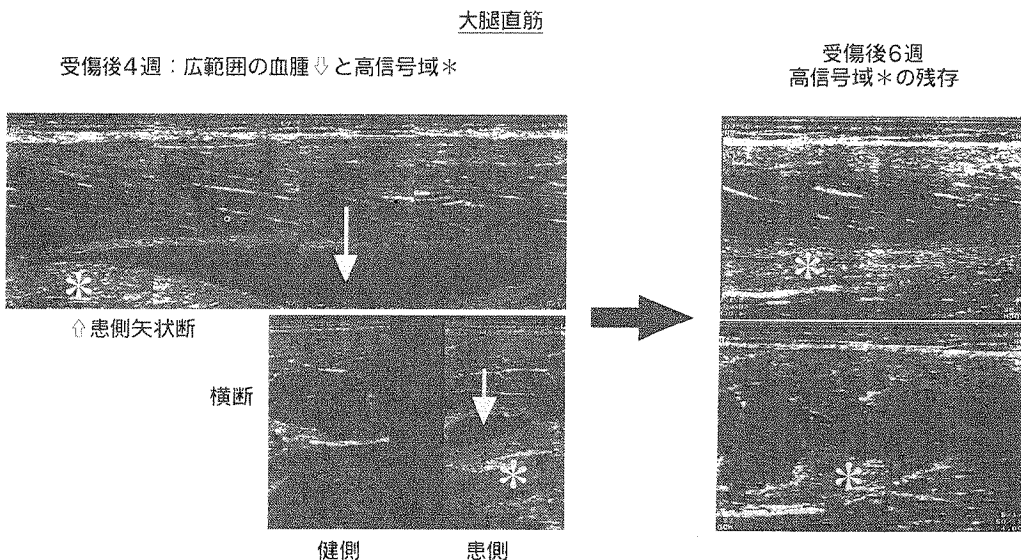 大腿直筋
受傷後4週：広範囲の血腫⇩と高信号域＊
受傷後6週
高信号域＊の残存
＊
＊
⇧患側矢状断
横断
＊
＊
健側
患側